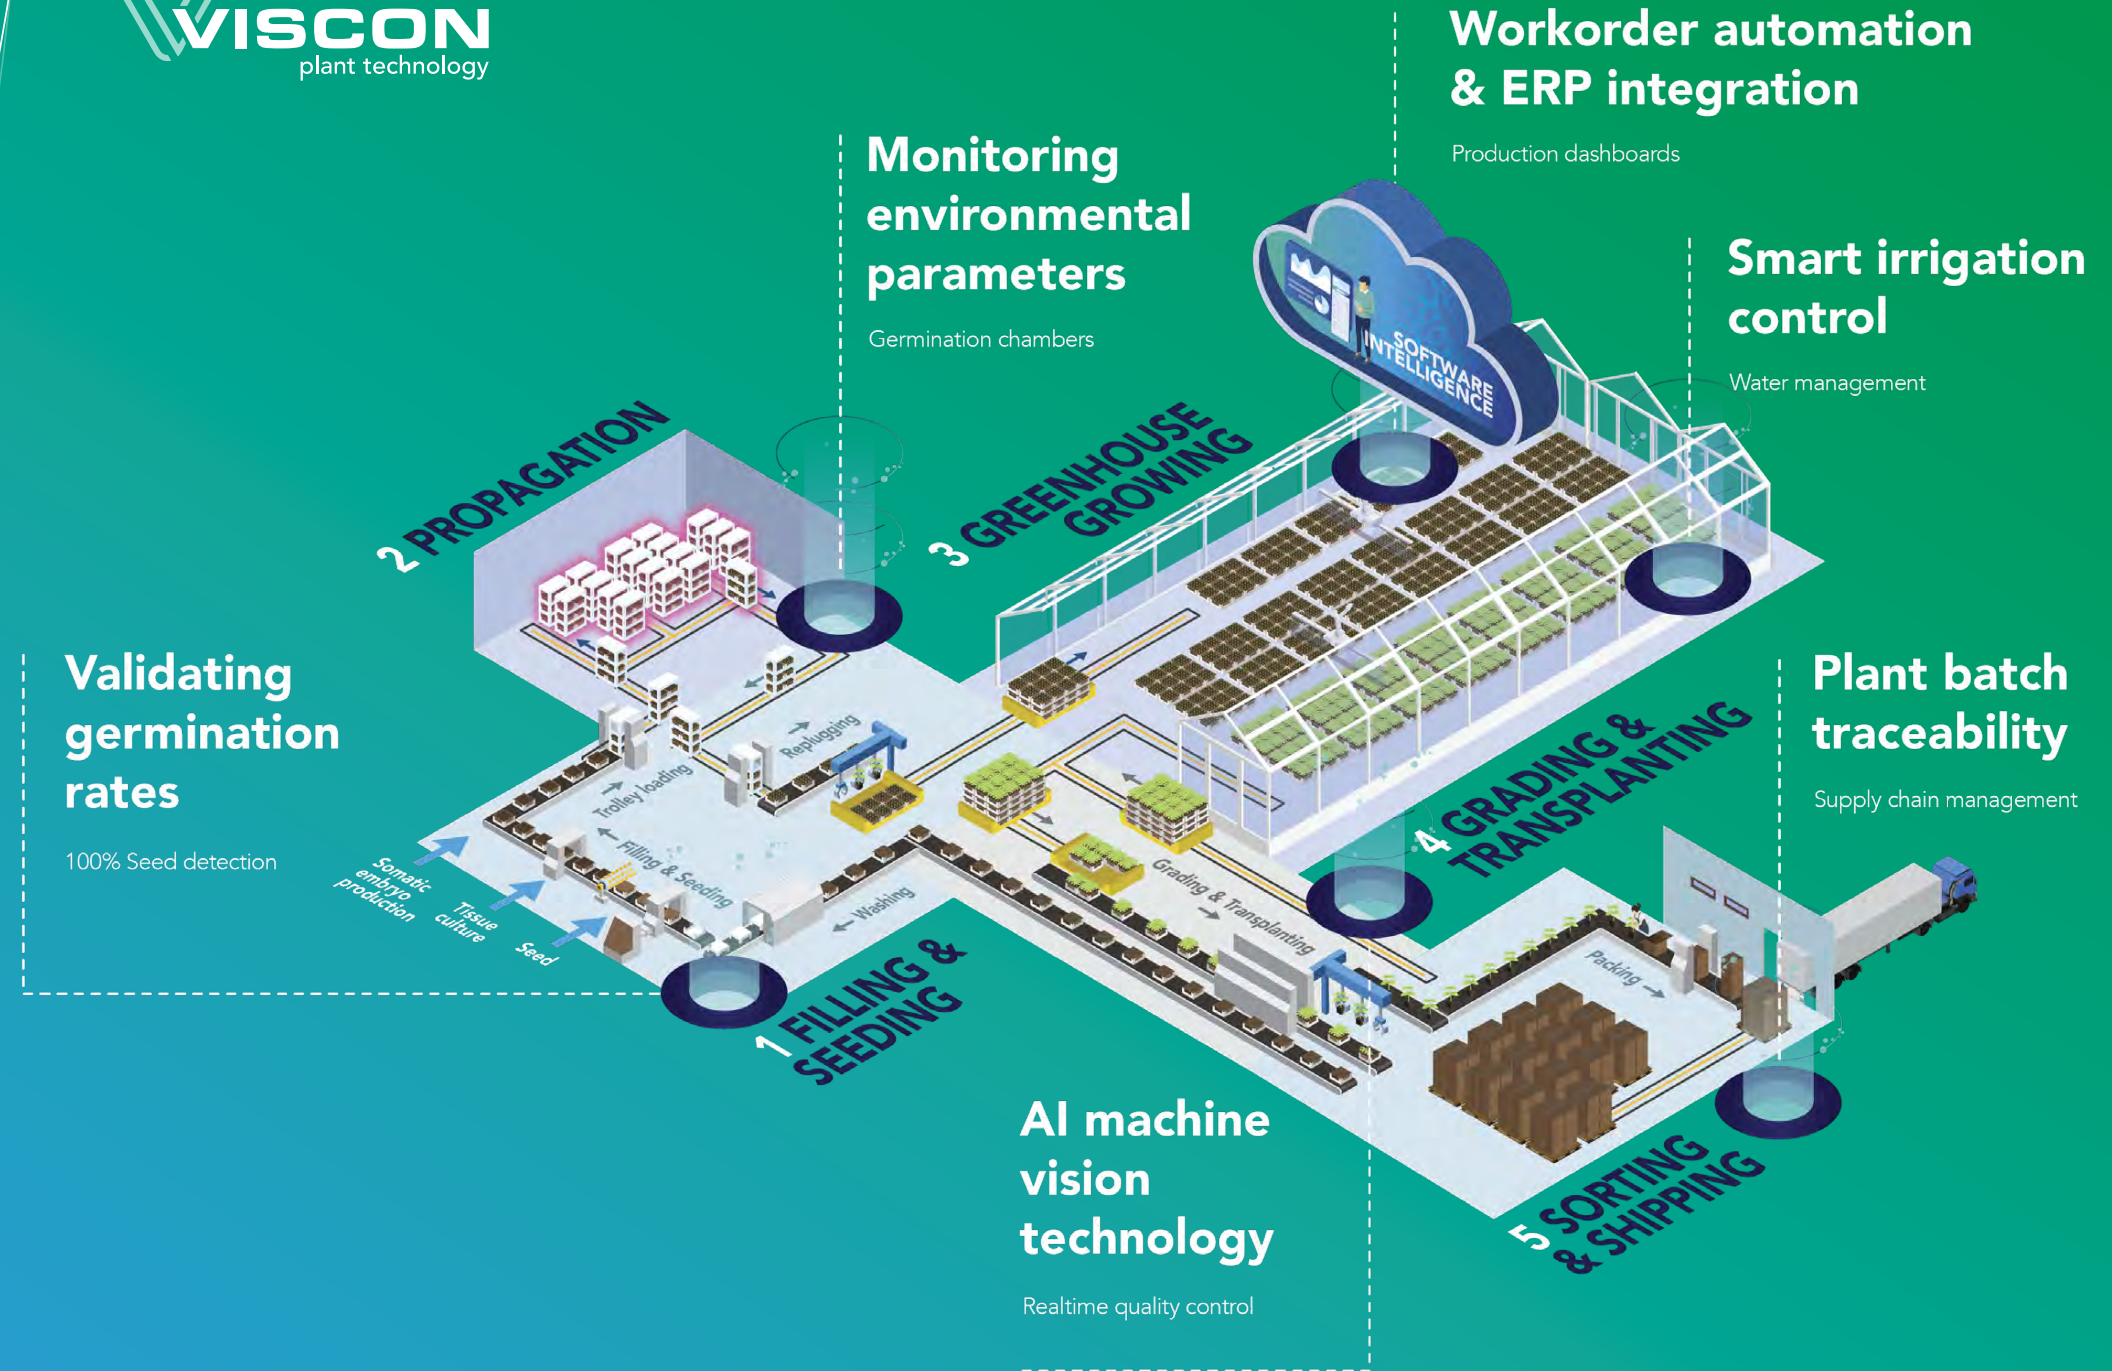 VISCON
plant technology
Workorder automation
& ERP integration
Production dashboards
Monitoring
environmental
parameters
Germination chambers
Smart irrigation
control
Water management
SOFTWARE
INTELLIGENCE
2 PROPAGATION
3 GREENHOUSE
GROWING
Validating
germination
rates
100% Seed detection
Plant batch
traceability
Supply chain management
Replugging
Trolley loading
Filling & Seeding
Washing
Grading & Transplanting
Packing
Somatic
embryo
production
Tissue
culture
Seed
4 GRADING &
TRANSPLANTING
1 FILLING &
SEEDING
AI machine
vision
technology
Realtime quality control
5 SORTING
& SHIPPING